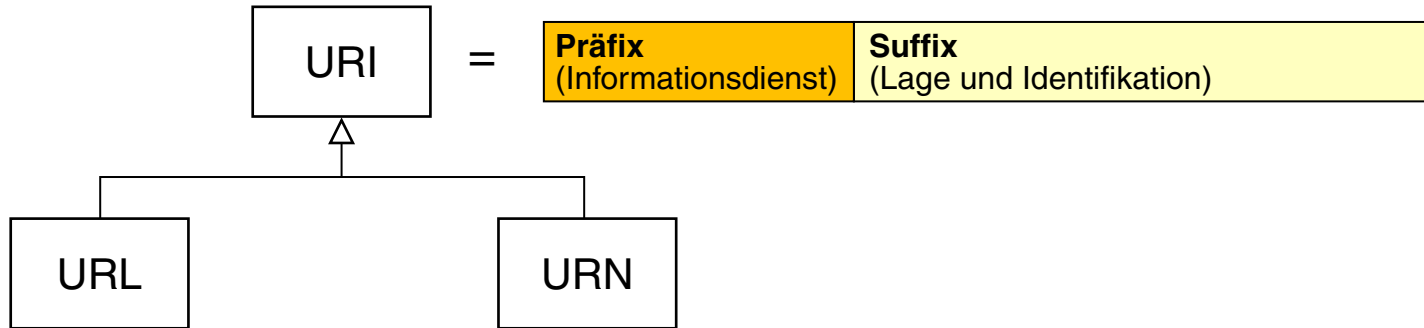 URI
=
Präfix
(Informationsdienst)
Suffix
(Lage und Identifikation)
URL
URN